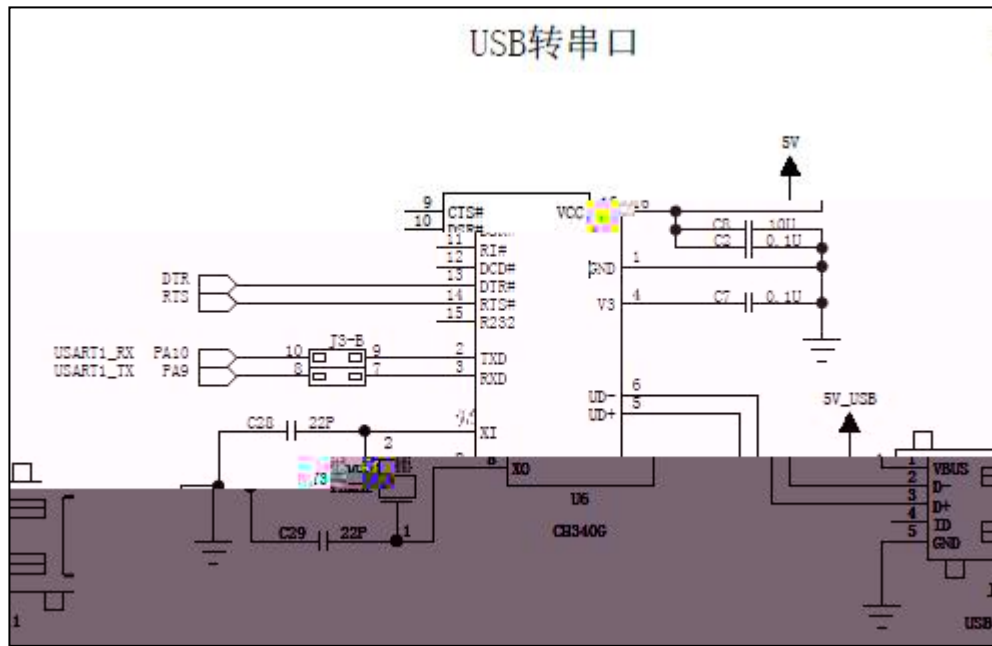 USB转串口
5V
9 CTS# VCC
10 DSR# C6 10U
11 RI# C2 0.1U
12 DCD# GND 1
DTR 13 DTR#
RTS 14 RTS# V3 4 C7 0.1U
15 R232
J3-B
USART1_RX PA10 10 9 2 TXD
USART1_TX PA9 8 7 3 RXD
UD- 6
UD+ 5
5V_USB
C28 22P XI
2
8 XO 1 VBUS
2 D-
U6 3 D+
C29 22P 1 CH340G 4 ID
5 GND
1 USB